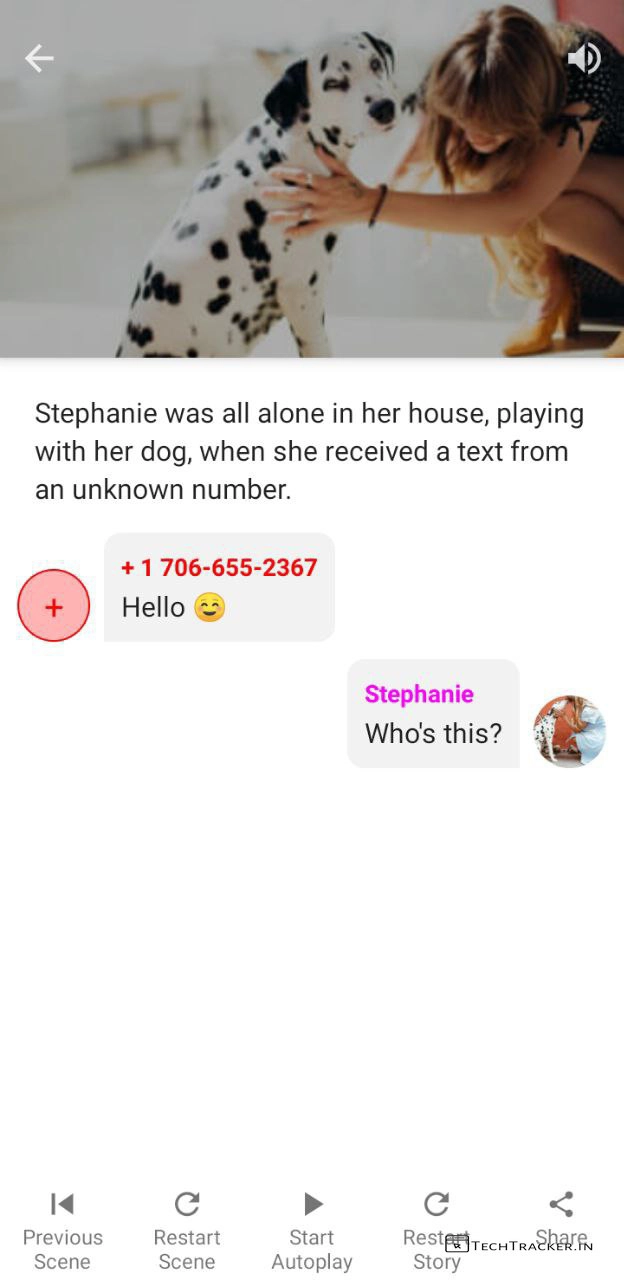 Stephanie was all alone in her house, playing
with her dog, when she received a text from
an unknown number.
+ 1 706-655-2367
+
Hello 😊
Stephanie
Who's this?
Previous
Scene
Restart
Scene
Start
Autoplay
Restart
Story
Share
TECHTRACKER.IN